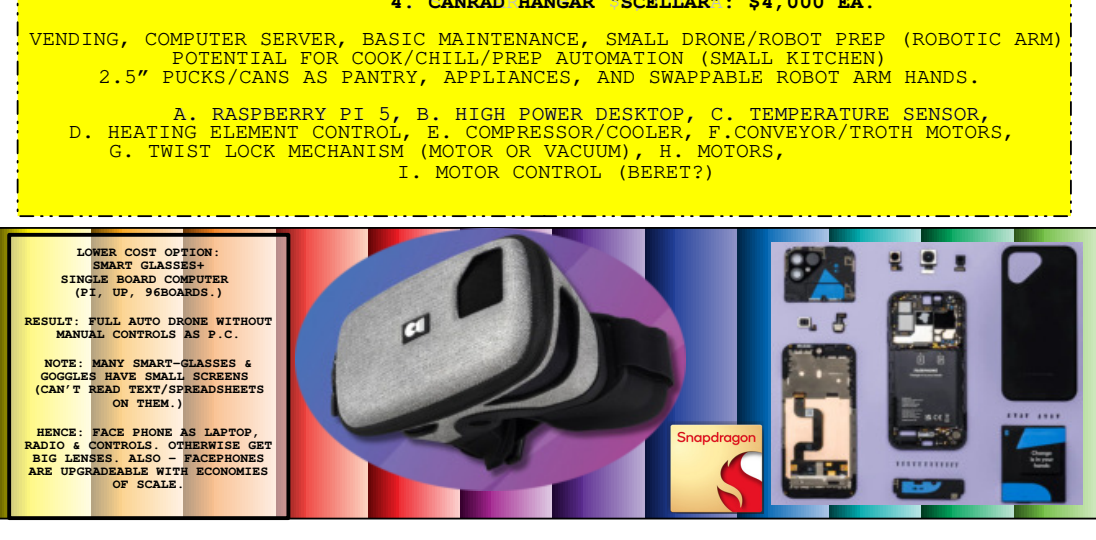 4. CANRAD HANGAR $SCELLAR : $4,000 EA.
VENDING, COMPUTER SERVER, BASIC MAINTENANCE, SMALL DRONE/ROBOT PREP (ROBOTIC ARM)
POTENTIAL FOR COOK/CHILL/PREP AUTOMATION (SMALL KITCHEN)
2.5” PUCKS/CANS AS PANTRY, APPLIANCES, AND SWAPPABLE ROBOT ARM HANDS.
A. RASPBERRY PI 5, B. HIGH POWER DESKTOP, C. TEMPERATURE SENSOR,
D. HEATING ELEMENT CONTROL, E. COMPRESSOR/COOLER, F.CONVEYOR/TROTH MOTORS,
G. TWIST LOCK MECHANISM (MOTOR OR VACUUM), H. MOTORS,
I. MOTOR CONTROL (BERET?)
LOWER COST OPTION:
SMART GLASSES+
SINGLE BOARD COMPUTER
(PI, UP, 96BOARDS.)
RESULT: FULL AUTO DRONE WITHOUT
MANUAL CONTROLS AS P.C.
NOTE: MANY SMART-GLASSES &
GOGGLES HAVE SMALL SCREENS
(CAN'T READ TEXT/SPREADSHEETS
ON THEM.)
HENCE: FACE PHONE AS LAPTOP,
RADIO & CONTROLS. OTHERWISE GET
BIG LENSES. ALSO - FACEPHONES
ARE UPGRADEABLE WITH ECONOMIES
OF SCALE.
Snapdragon
Change
is in your
hands